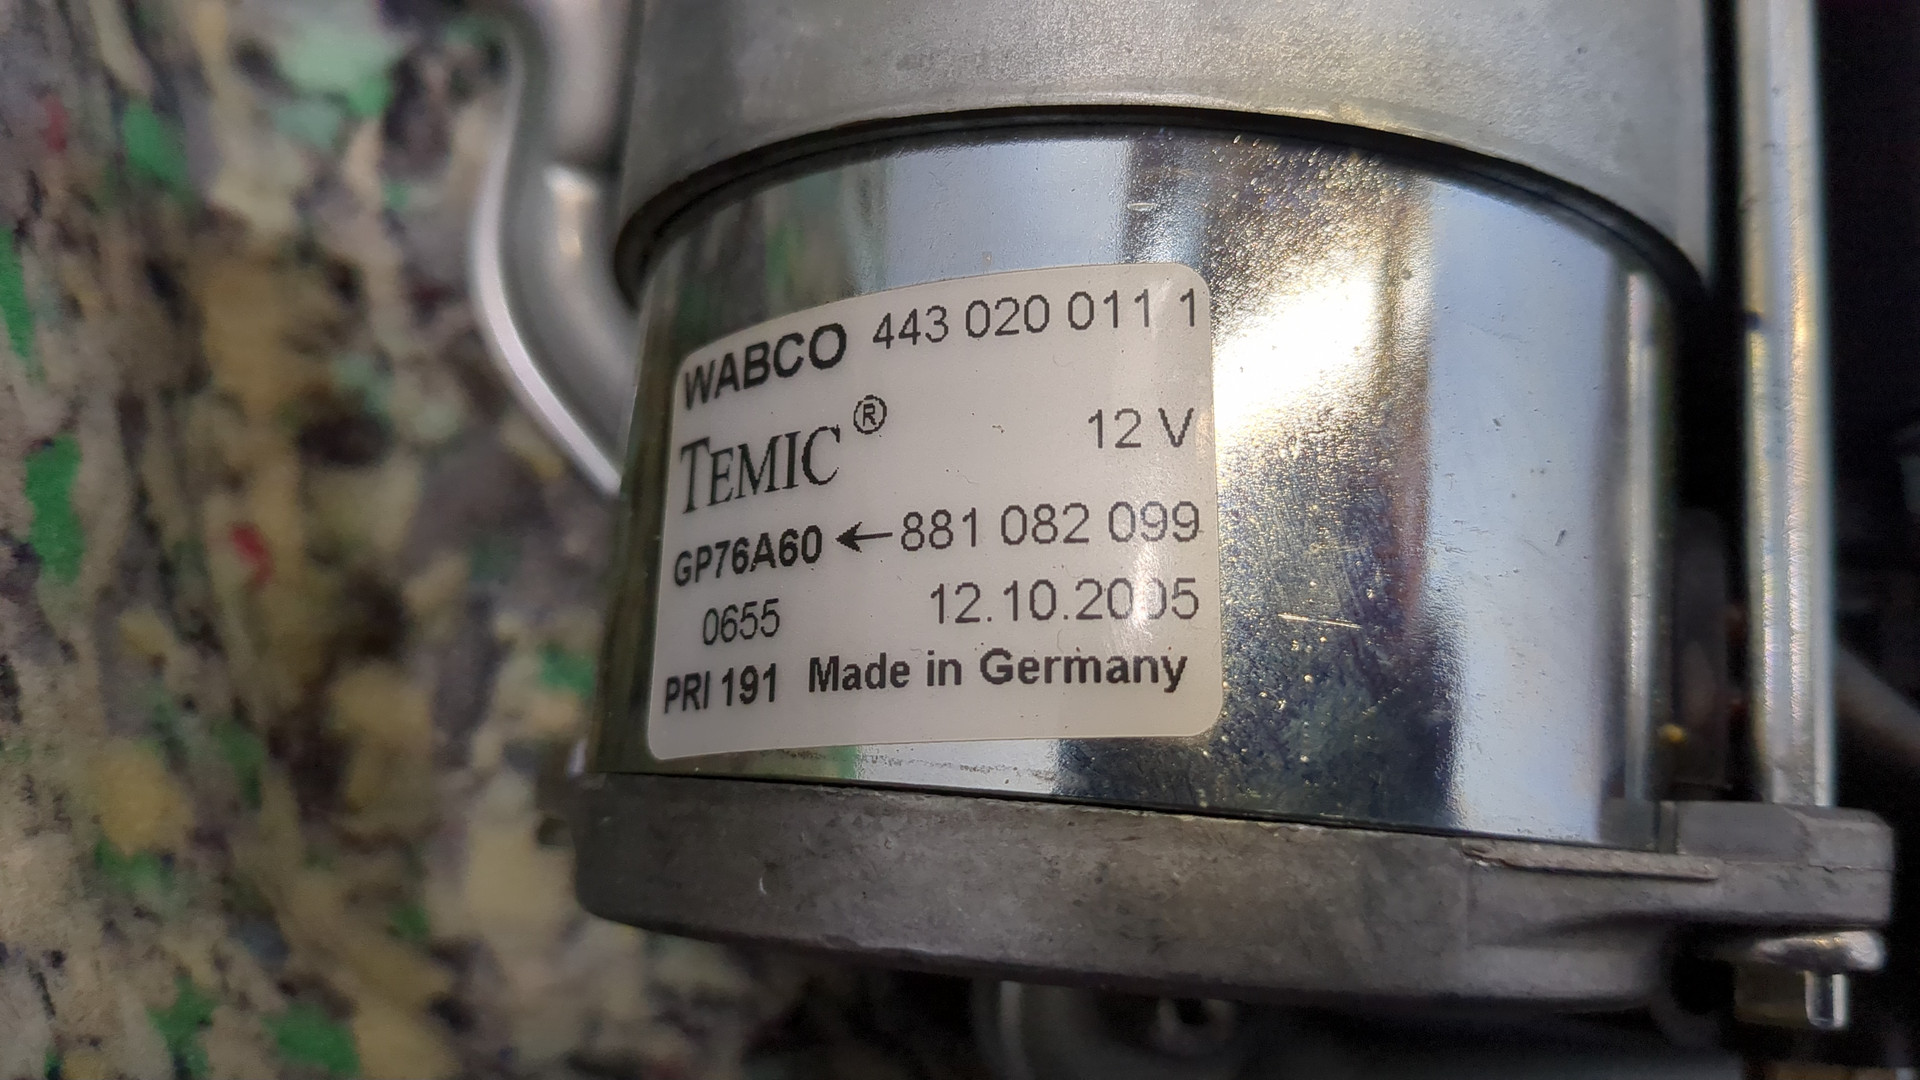 WABCO 443 020 011 1
TEMIC® 12 V
GP76A60 ←881 082 099
0655 12.10.2005
PRI 191 Made in Germany